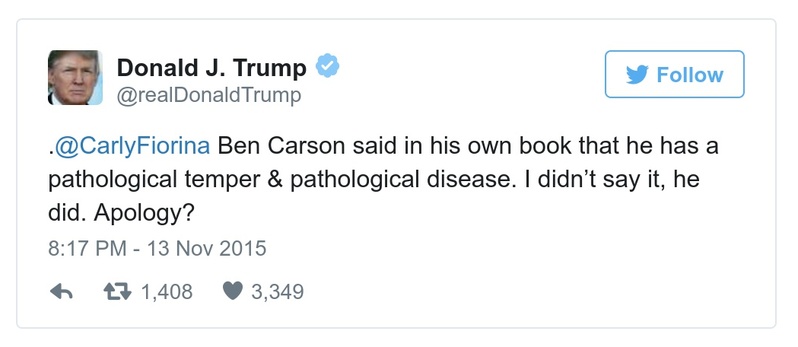 Donald J. Trump
@realDonaldTrump
Follow
.@CarlyFiorina Ben Carson said in his own book that he has a
pathological temper & pathological disease. I didn’t say it, he
did. Apology?
8:17 PM - 13 Nov 2015
1,408 3,349